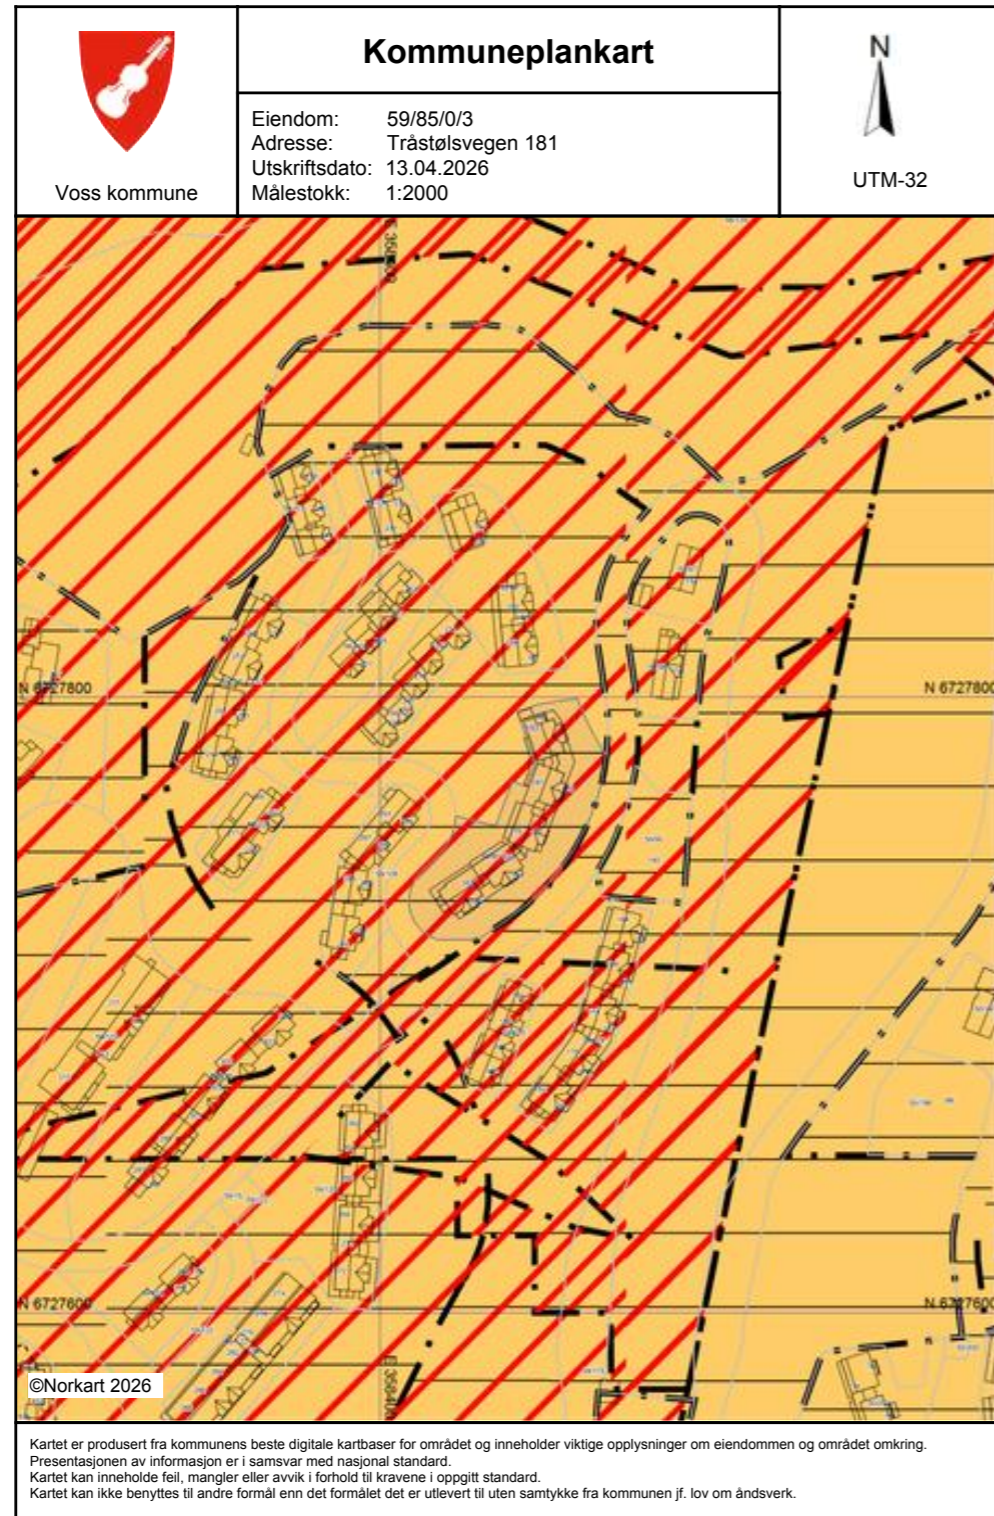 Kommuneplankart
Eiendom: 59/85/0/3
Adresse: Tråstølsvegen 181
Utskriftsdato: 13.04.2026
Målestokk: 1:2000
Voss kommune
N
UTM-32
N 6727800
N 6727800
N 6727600
N 6727600
©Norkart 2026
Kartet er produsert fra kommunens beste digitale kartbaser for området og inneholder viktige opplysninger om eiendommen og området omkring.
Presentasjonen av informasjon er i samsvar med nasjonal standard.
Kartet kan inneholde feil, mangler eller avvik i forhold til kravene i oppgitt standard.
Kartet kan ikke benyttes til andre formål enn det formålet det er utlevert til uten samtykke fra kommunen jf. lov om åndsverk.